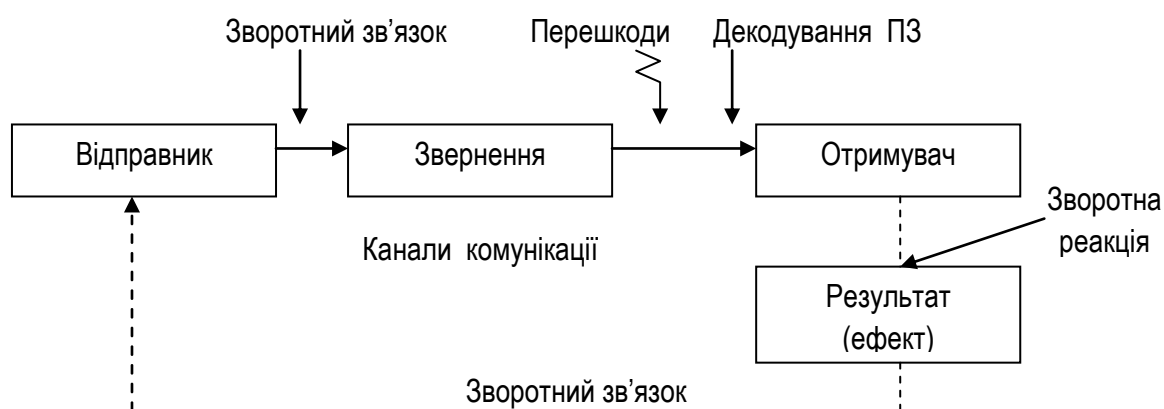 Зворотний зв’язок
Перешкоди
Декодування ПЗ
Відправник
Звернення
Отримувач
Зворотна
реакція
Канали комунікації
Результат
(ефект)
Зворотний зв’язок